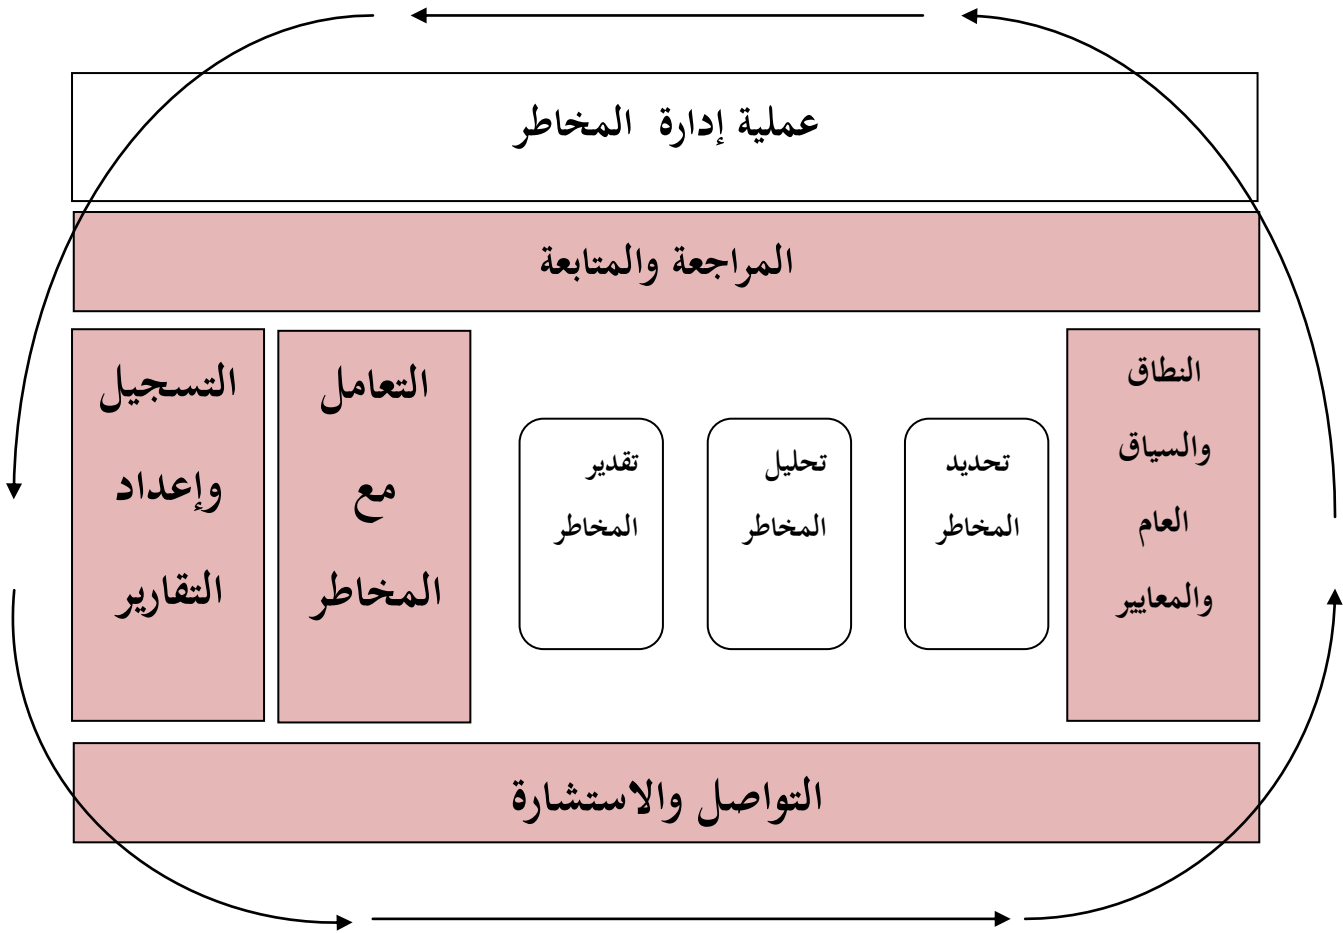 عملية إدارة المخاطر
المراجعة والمتابعة
النطاق
والسياق
العام
والمعايير
تحديد
المخاطر
تحليل
المخاطر
تقدير
المخاطر
التعامل
مع
المخاطر
التسجيل
وإعداد
التقارير
التواصل والاستشارة